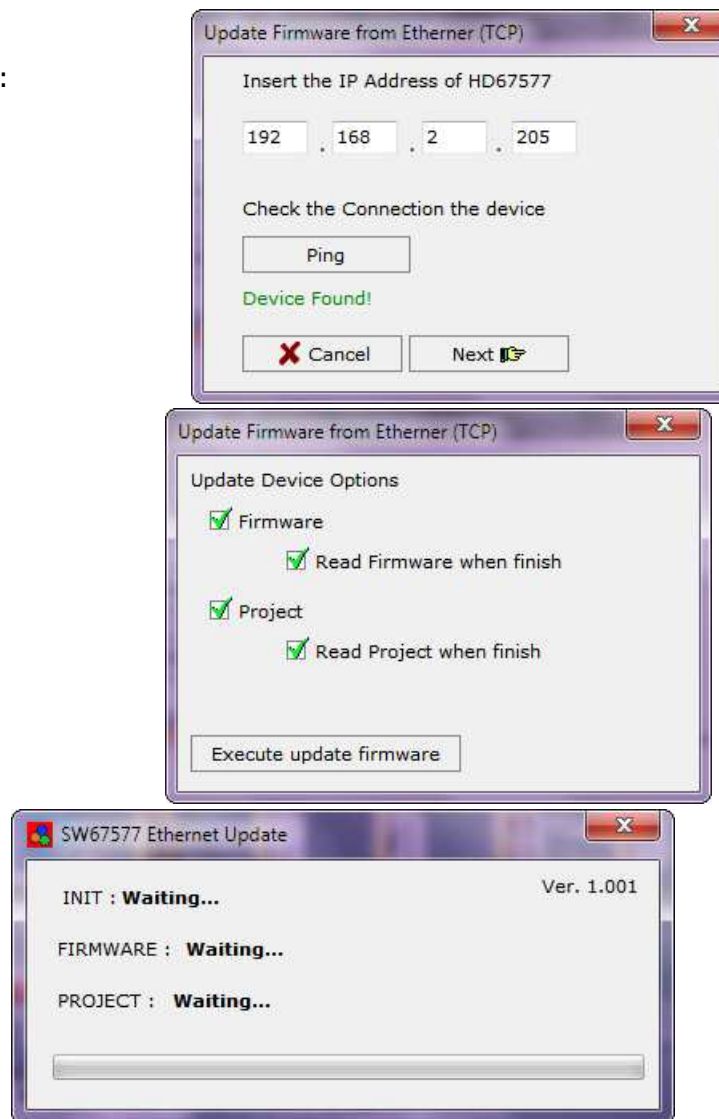 :
Update Firmware from Etherner (TCP)
Insert the IP Address of HD67577
192 . 168 . 2 . 205
Check the Connection the device
Ping
Device Found!
Cancel Next
Update Firmware from Etherner (TCP)
Update Device Options
Firmware
Read Firmware when finish
Project
Read Project when finish
Execute update firmware
SW67577 Ethernet Update
Ver. 1.001
INIT : Waiting...
FIRMWARE : Waiting...
PROJECT : Waiting...